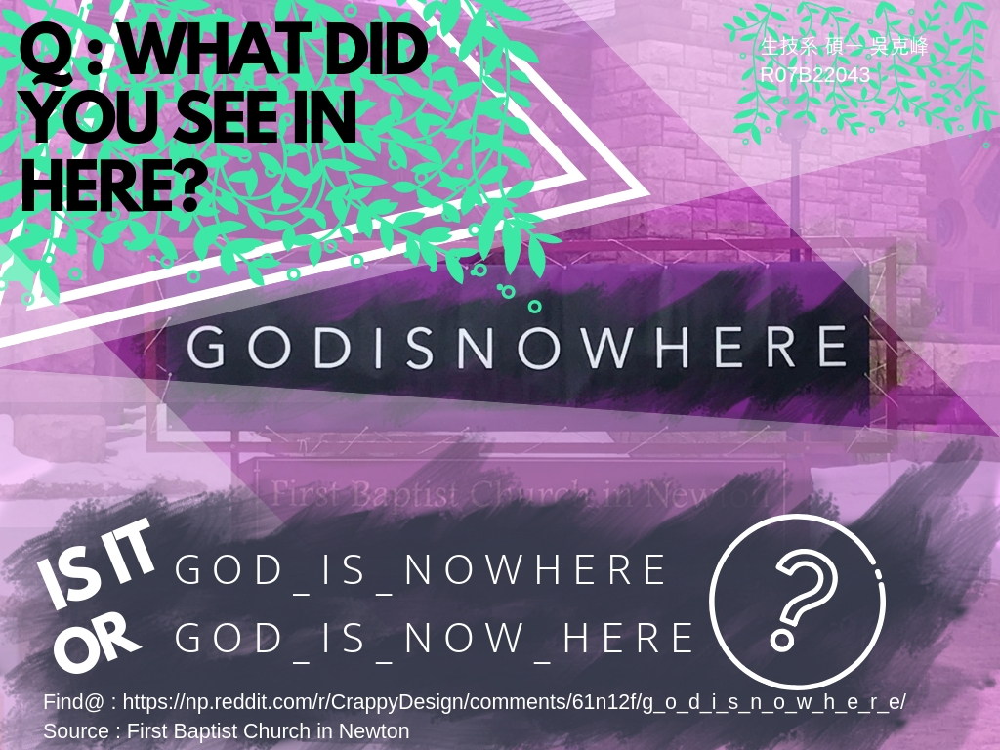 Q : WHAT DID
YOU SEE IN
HERE?
生技系 碩一 吳克峰
R07B22043
GODISNOWHERE
First Baptist Church in Newton
IS IT
GOD_IS_NOWHERE
OR
GOD_IS_NOW_HERE
?
Find@ : https://np.reddit.com/r/CrappyDesign/comments/61n12f/g_o_d_i_s_n_o_w_h_e_r_e/
Source : First Baptist Church in Newton